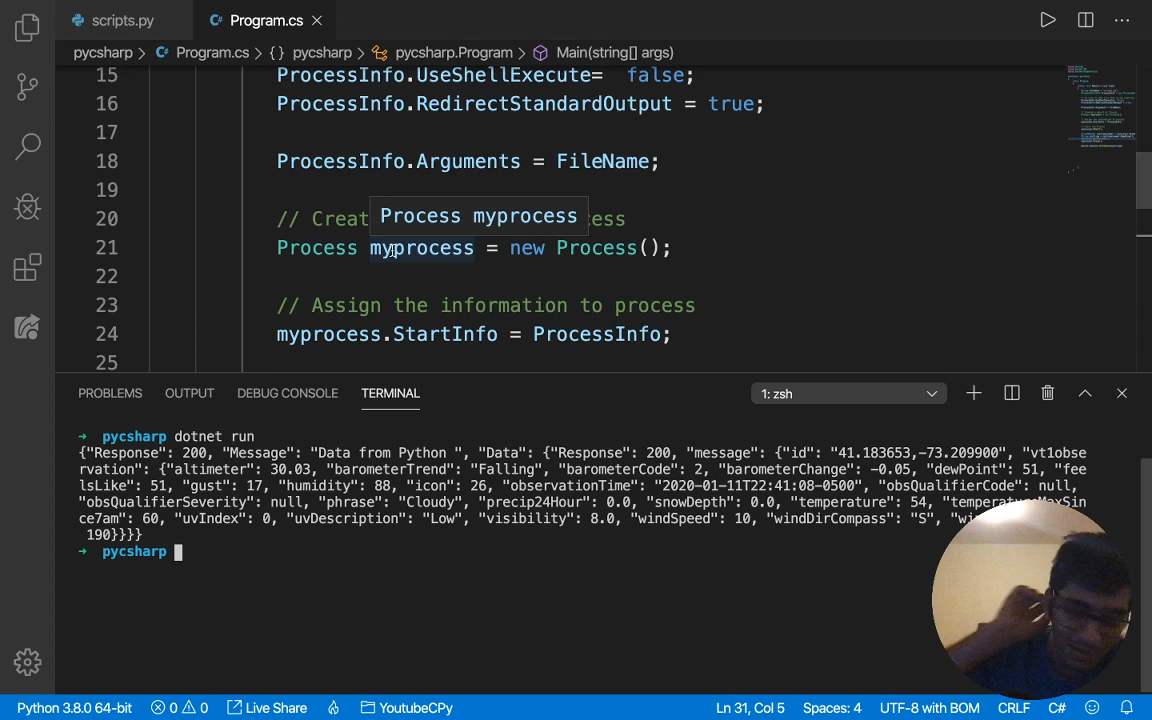 scripts.py
C# Program.cs
pycsharp > C# Program.cs > {} pycsharp > pycsharp.Program > Main(string[] args)
15 ProcessInfo.UseShellExecute= false;
16 ProcessInfo.RedirectStandardOutput = true;
17
18 ProcessInfo.Arguments = FileName;
19
Process myprocess
20 // Creat ess
21 Process myprocess = new Process();
22
23 // Assign the information to process
24 myprocess.StartInfo = ProcessInfo;
25
PROBLEMS OUTPUT DEBUG CONSOLE TERMINAL 1: zsh
→ pycsharp dotnet run
{"Response": 200, "Message": "Data from Python ", "Data": {"Response": 200, "message": {"id": "41.183653,-73.209900", "vt1obse
rvation": {"altimeter": 30.03, "barometerTrend": "Falling", "barometerCode": 2, "barometerChange": -0.05, "dewPoint": 51, "fee
lsLike": 51, "gust": 17, "humidity": 88, "icon": 26, "observationTime": "2020-01-11T22:41:08-0500", "obsQualifierCode": null,
"obsQualifierSeverity": null, "phrase": "Cloudy", "precip24Hour": 0.0, "snowDepth": 0.0, "temperature": 54, "temperatureMaxSin
ce7am": 60, "uvIndex": 0, "uvDescription": "Low", "visibility": 8.0, "windSpeed": 10, "windDirCompass": "S",
190}}}}
→ pycsharp
Python 3.8.0 64-bit 0 0 Live Share YoutubeCPy Ln 31, Col 5 Spaces: 4 UTF-8 with BOM CRLF C#